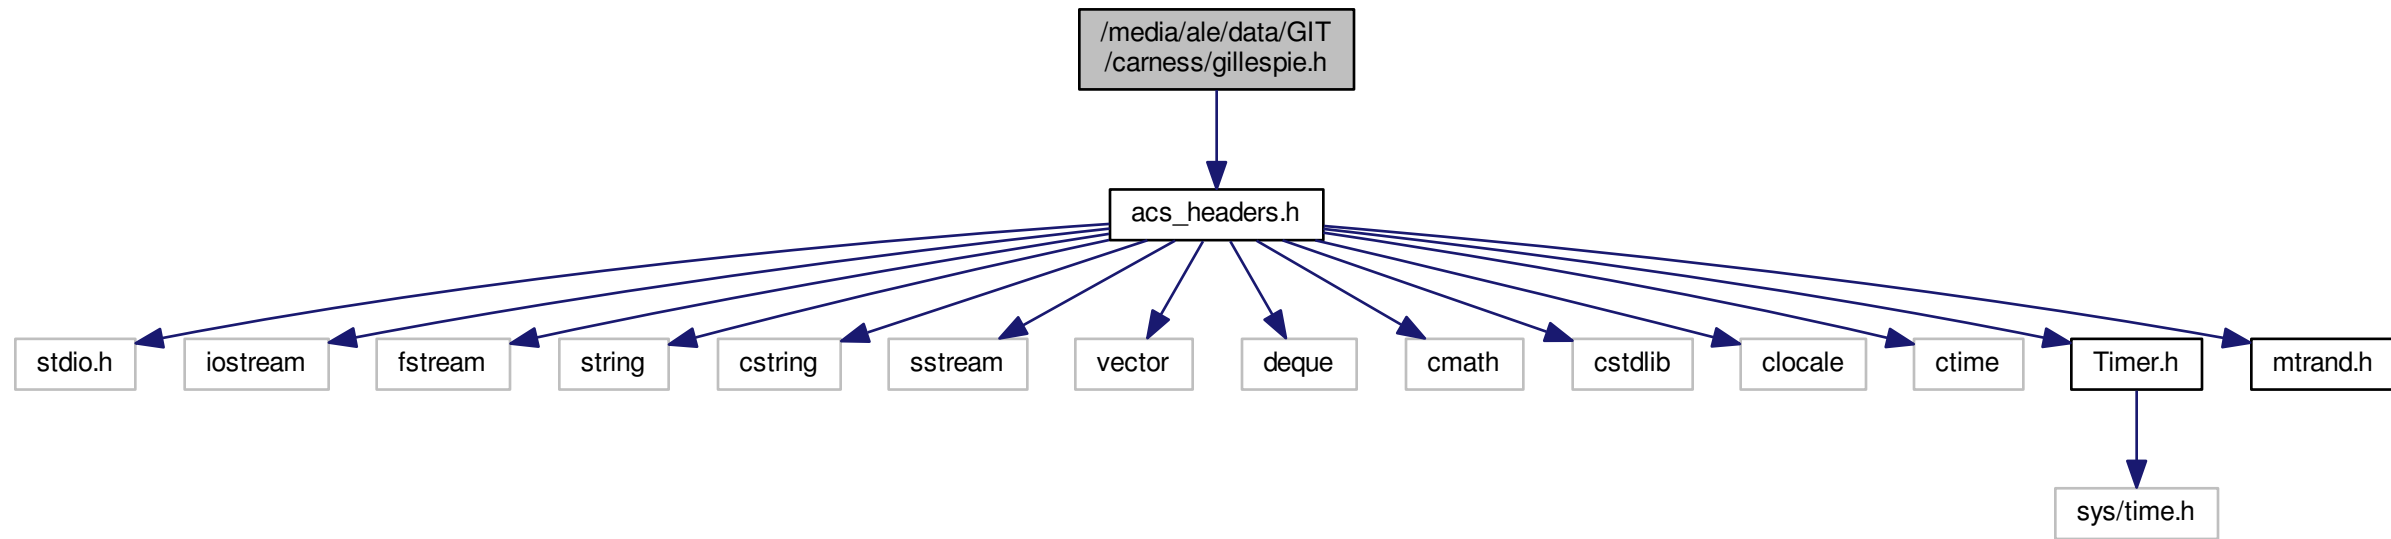 /media/ale/data/GIT
/carness/gillespie.h
acs_headers.h
stdio.h
iostream
fstream
string
cstring
sstream
vector
deque
cmath
cstdlib
clocale
ctime
Timer.h
mtrand.h
sys/time.h